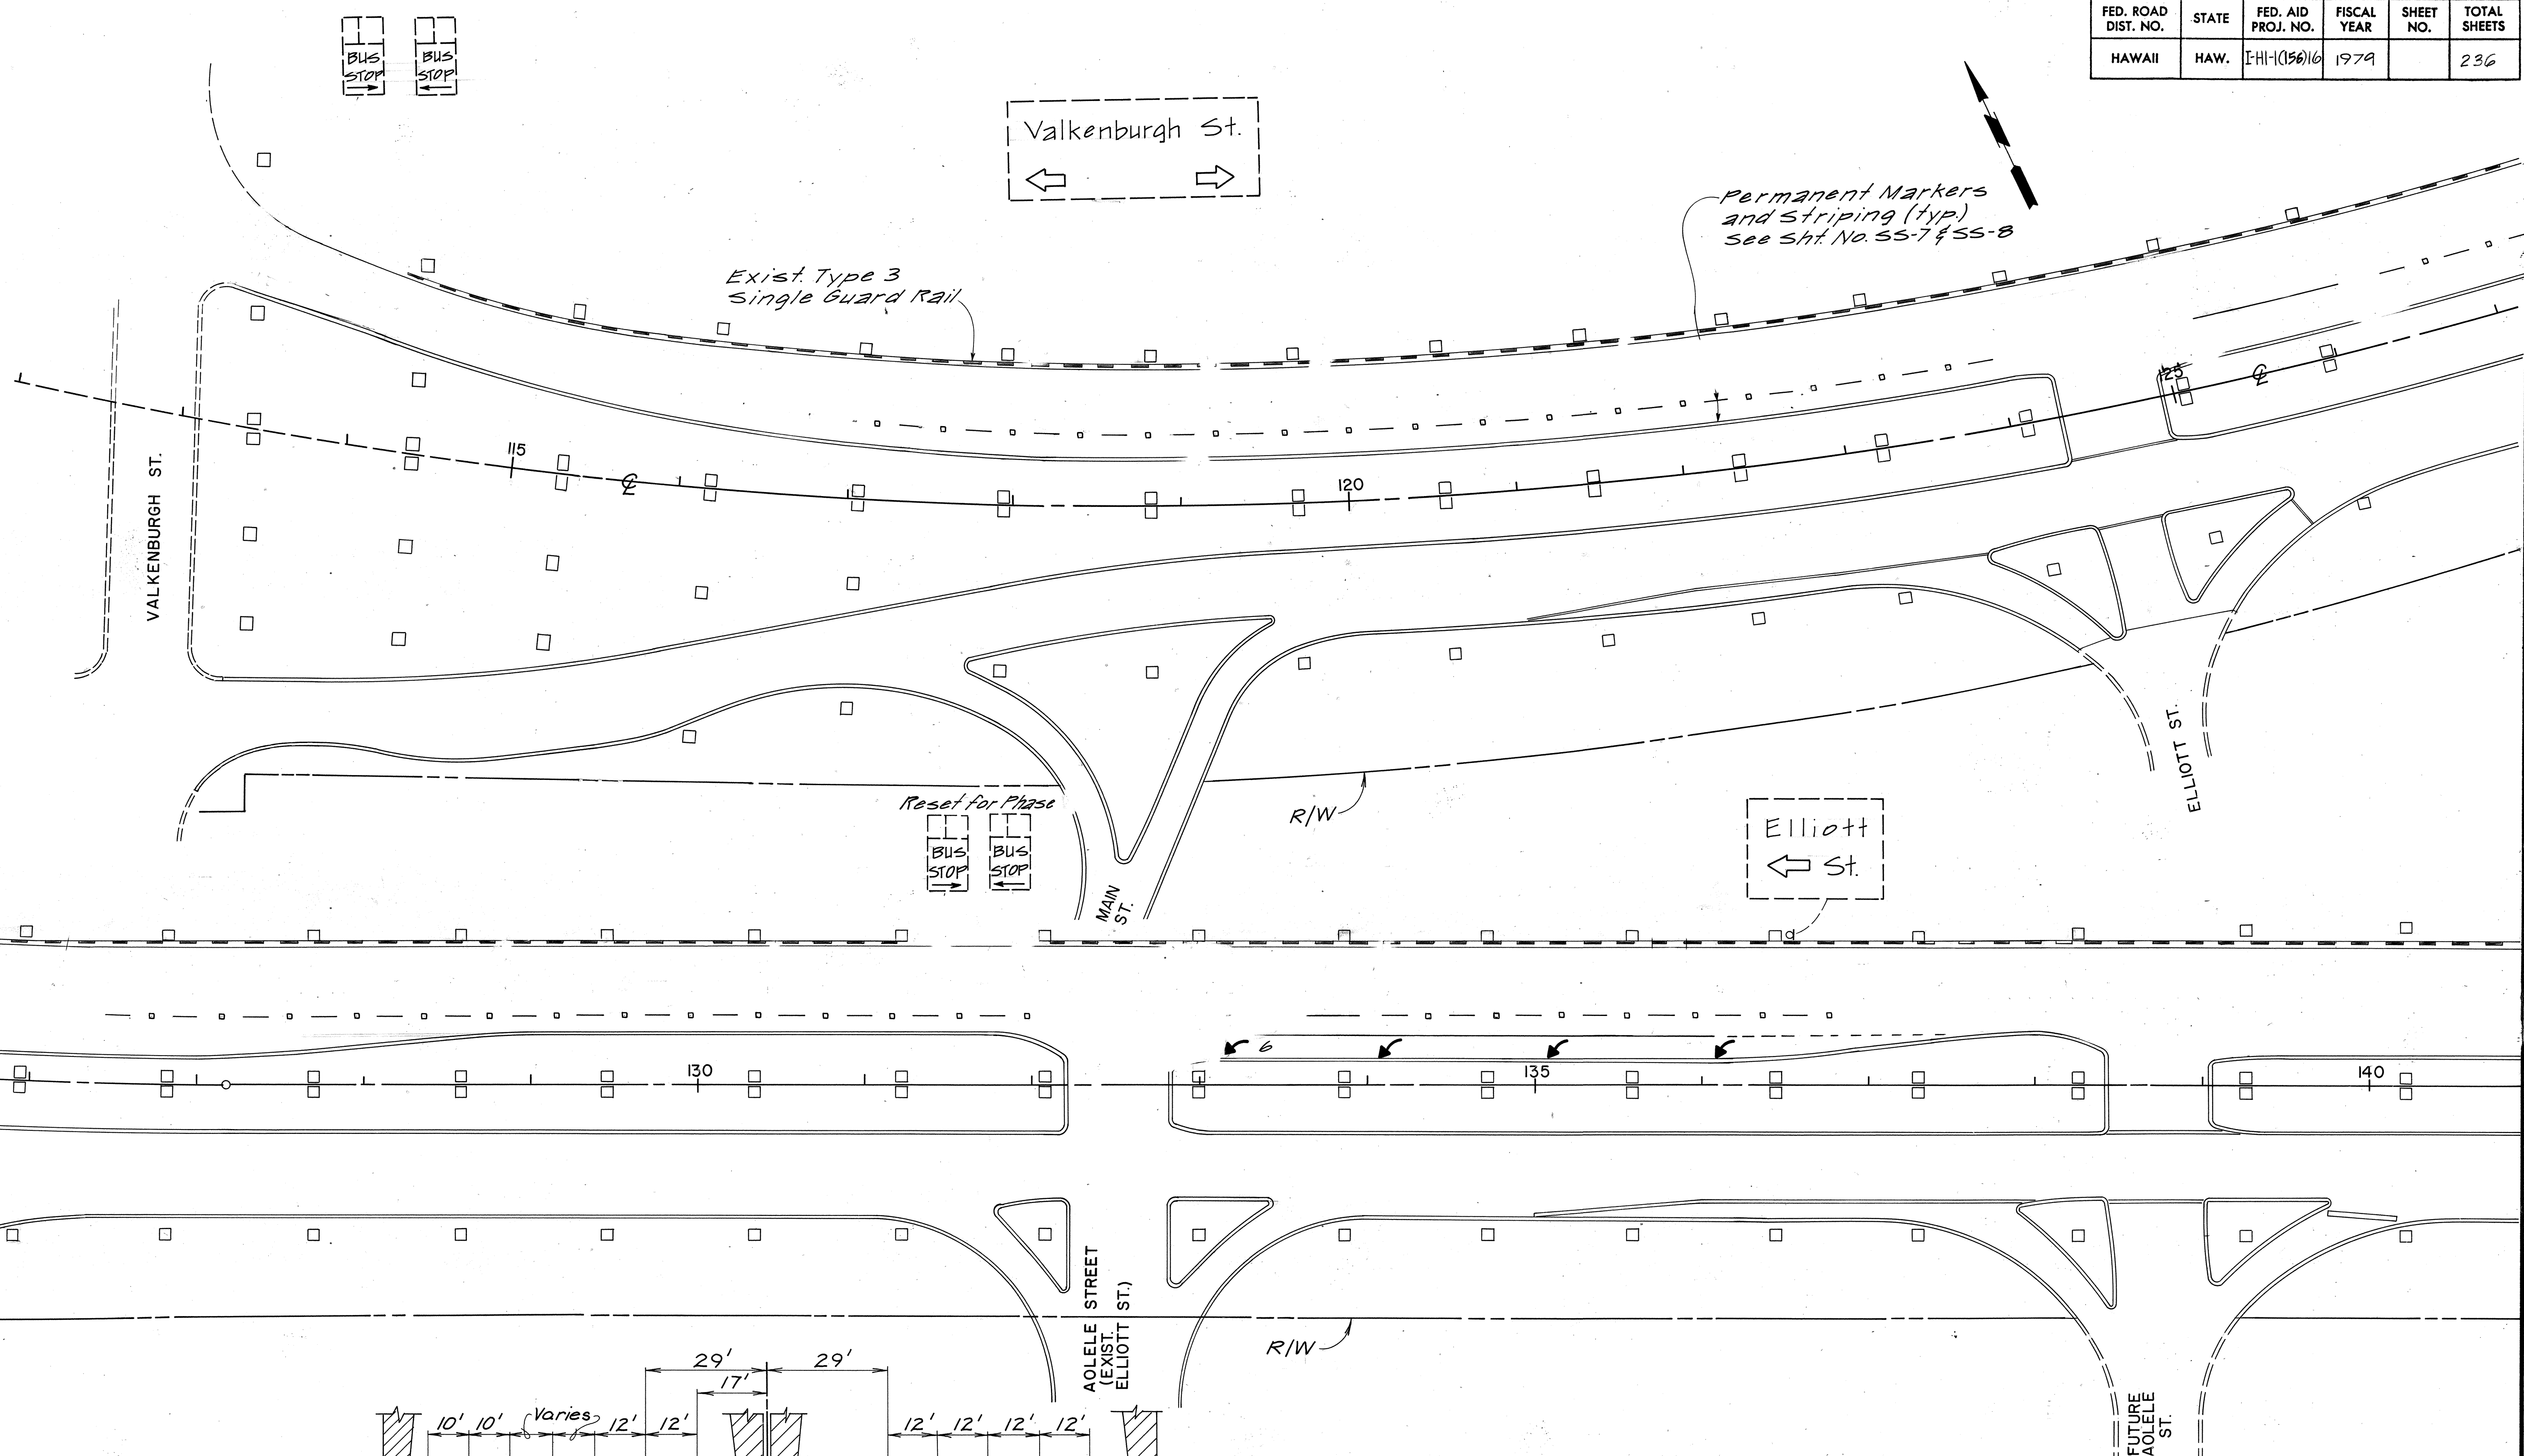 FED. ROAD DIST. NO. STATE FED. AID PROJ. NO. FISCAL YEAR SHEET NO. TOTAL SHEETS
HAWAII HAW. I-H1-1(156)16 1979 236
BUS STOP
BUS STOP
Valkenburgh St.
Permanent Markers
and Striping (typ.)
See Sht. No. SS-7 & SS-8
Exist. Type 3
Single Guard Rail
125
℄
115
℄
120
VALKENBURGH ST.
ELLIOTT ST.
Reset for Phase
BUS STOP
BUS STOP
R/W
Elliott
St.
MAIN
ST.
6
130
135
140
AOLELE STREET
(EXIST.
ELLIOTT ST.)
R/W
FUTURE
AOLELE
ST.
29' 29'
17'
10' 10' Varies 12' 12' 12' 12' 12' 12'